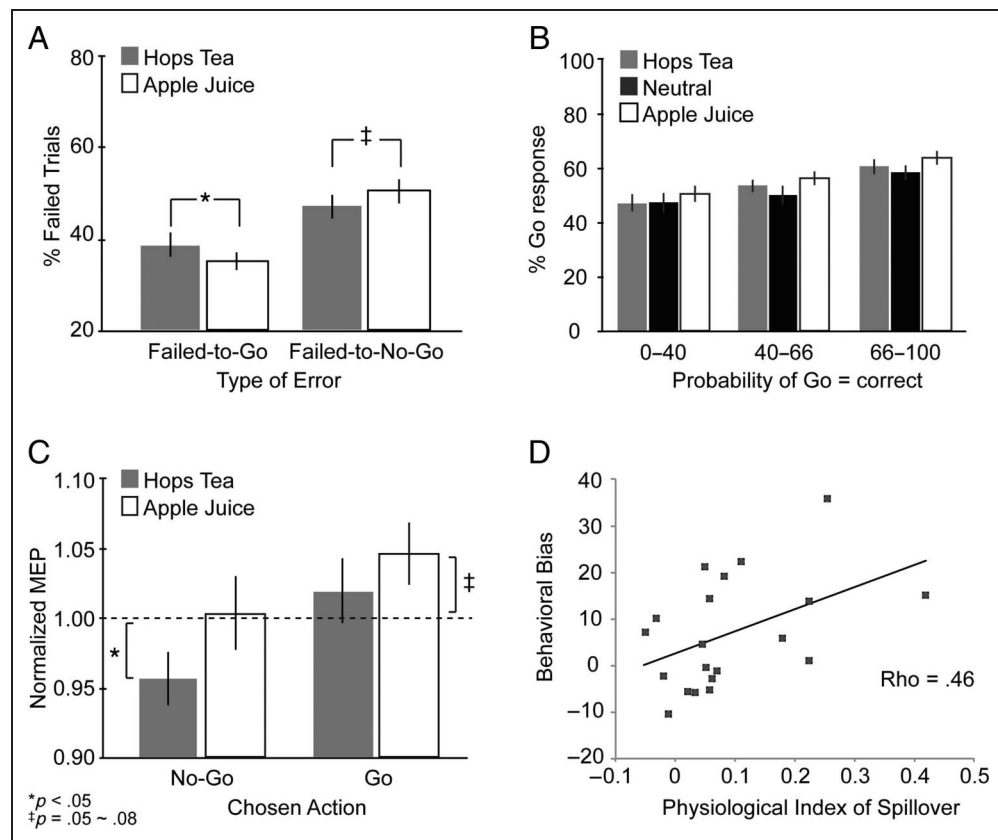 A
Hops Tea
Apple Juice
80
60
40
20
% Failed Trials
*
‡
Failed-to-Go
Failed-to-No-Go
Type of Error
B
Hops Tea
Neutral
Apple Juice
100
80
60
40
20
0
% Go response
0–40
40–66
66–100
Probability of Go = correct
C
Hops Tea
Apple Juice
1.10
1.05
1.00
0.95
0.90
Normalized MEP
*
‡
No-Go
Go
Chosen Action
*p < .05
‡p = .05 ~ .08
D
40
30
20
10
0
–10
–20
Behavioral Bias
Rho = .46
–0.1
0
0.1
0.2
0.3
0.4
0.5
Physiological Index of Spillover